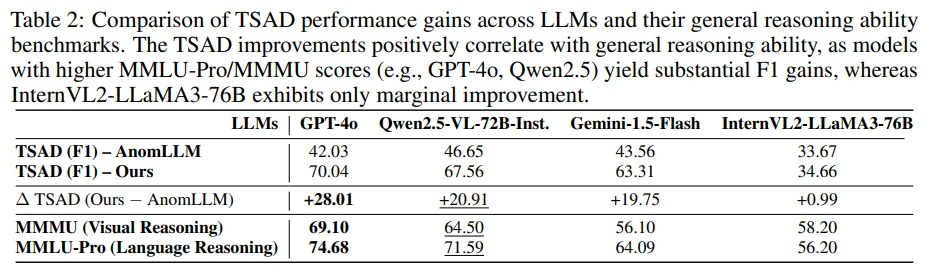 Table 2: Comparison of TSAD performance gains across LLMs and their general reasoning ability
benchmarks. The TSAD improvements positively correlate with general reasoning ability, as models
with higher MMLU-Pro/MMMU scores (e.g., GPT-4o, Qwen2.5) yield substantial F1 gains, whereas
InternVL2-LLaMA3-76B exhibits only marginal improvement.
LLMs GPT-4o Qwen2.5-VL-72B-Inst. Gemini-1.5-Flash InternVL2-LLaMA3-76B
TSAD (F1) – AnomLLM 42.03 46.65 43.56 33.67
TSAD (F1) – Ours 70.04 67.56 63.31 34.66
Δ TSAD (Ours − AnomLLM) +28.01 +20.91 +19.75 +0.99
MMMU (Visual Reasoning) 69.10 64.50 56.10 58.20
MMLU-Pro (Language Reasoning) 74.68 71.59 64.09 56.20